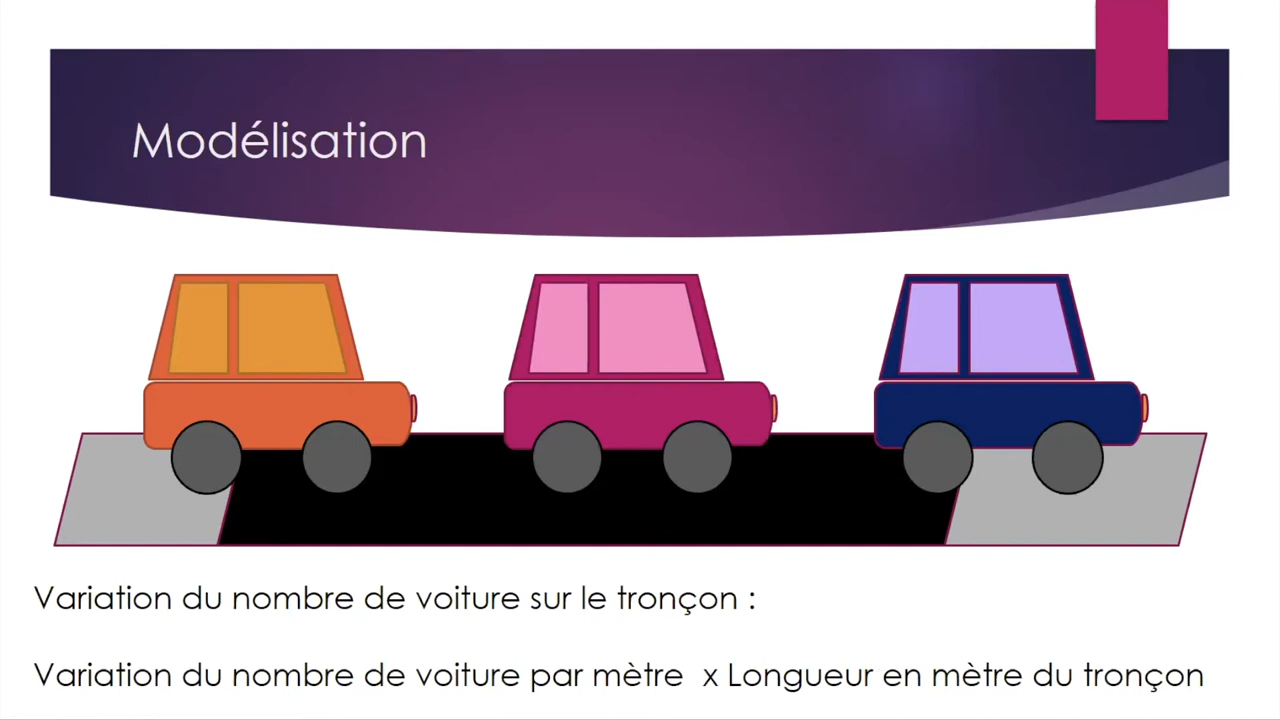 Modélisation
Variation du nombre de voiture sur le tronçon :
Variation du nombre de voiture par mètre x Longueur en mètre du tronçon